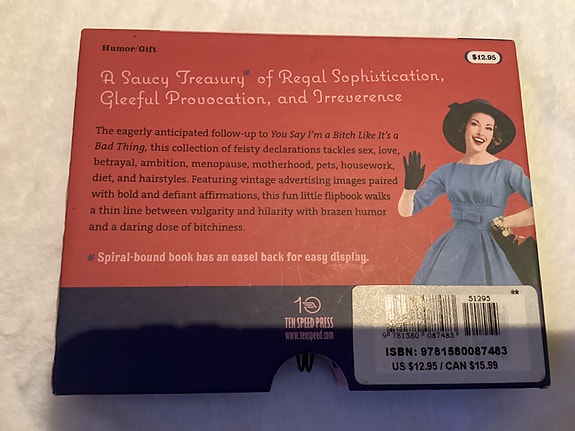 Humor/Gift
$12.95
A Saucy Treasury* of Regal Sophistication,
Gleeful Provocation, and Irreverence
The eagerly anticipated follow-up to You Say I'm a Bitch Like It's a
Bad Thing, this collection of feisty declarations tackles sex, love,
betrayal, ambition, menopause, motherhood, pets, housework,
diet, and hairstyles. Featuring vintage advertising images paired
with bold and defiant affirmations, this fun little flipbook walks
a thin line between vulgarity and hilarity with brazen humor
and a daring dose of bitchiness.
* Spiral-bound book has an easel back for easy display.
10
TEN SPEED PRESS
www.tenspeed.com
51295
9 781580 087483
ISBN: 9781580087483
US $12.95 / CAN $15.99